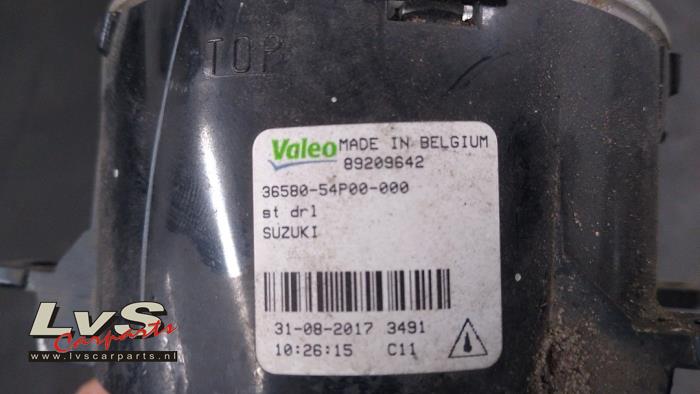 TOP
Valeo MADE IN BELGIUM
89209642
36580-54P00-000
st drl
SUZUKI
31-08-2017 3491
10:26:15 C11
LvS
Carparts
www.lvscarparts.nl